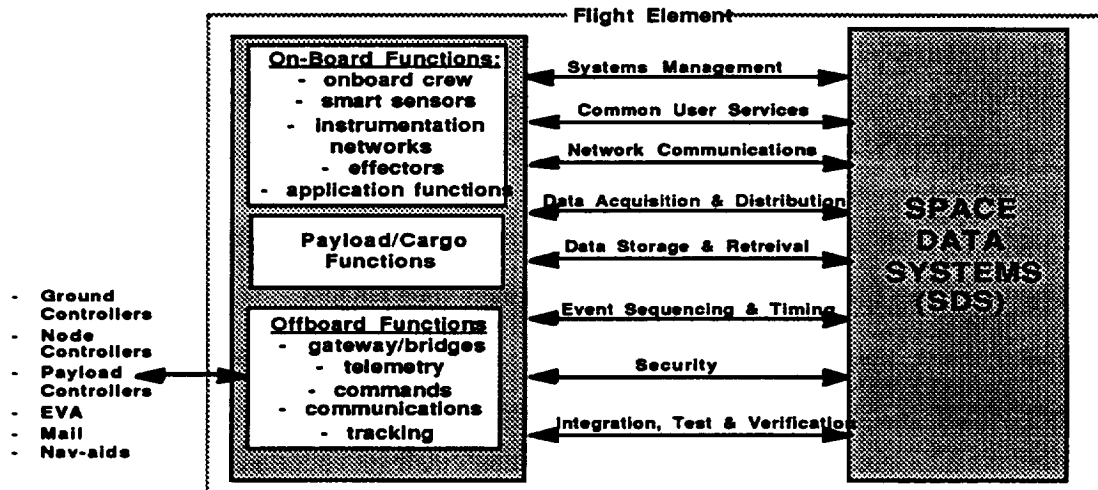 Flight Element
On-Board Functions:
- onboard crew
- smart sensors
- instrumentation
networks
- effectors
- application functions
Payload/Cargo
Functions
Offboard Functions
- gateway/bridges
- telemetry
- commands
- communications
- tracking
- Ground
Controllers
- Node
Controllers
- Payload
Controllers
- EVA
- Mail
- Nav-aids
Systems Management
Common User Services
Network Communications
Data Acquisition & Distribution
Data Storage & Retreival
Event Sequencing & Timing
Security
Integration, Test & Verification
SPACE
DATA
SYSTEMS
(SDS)